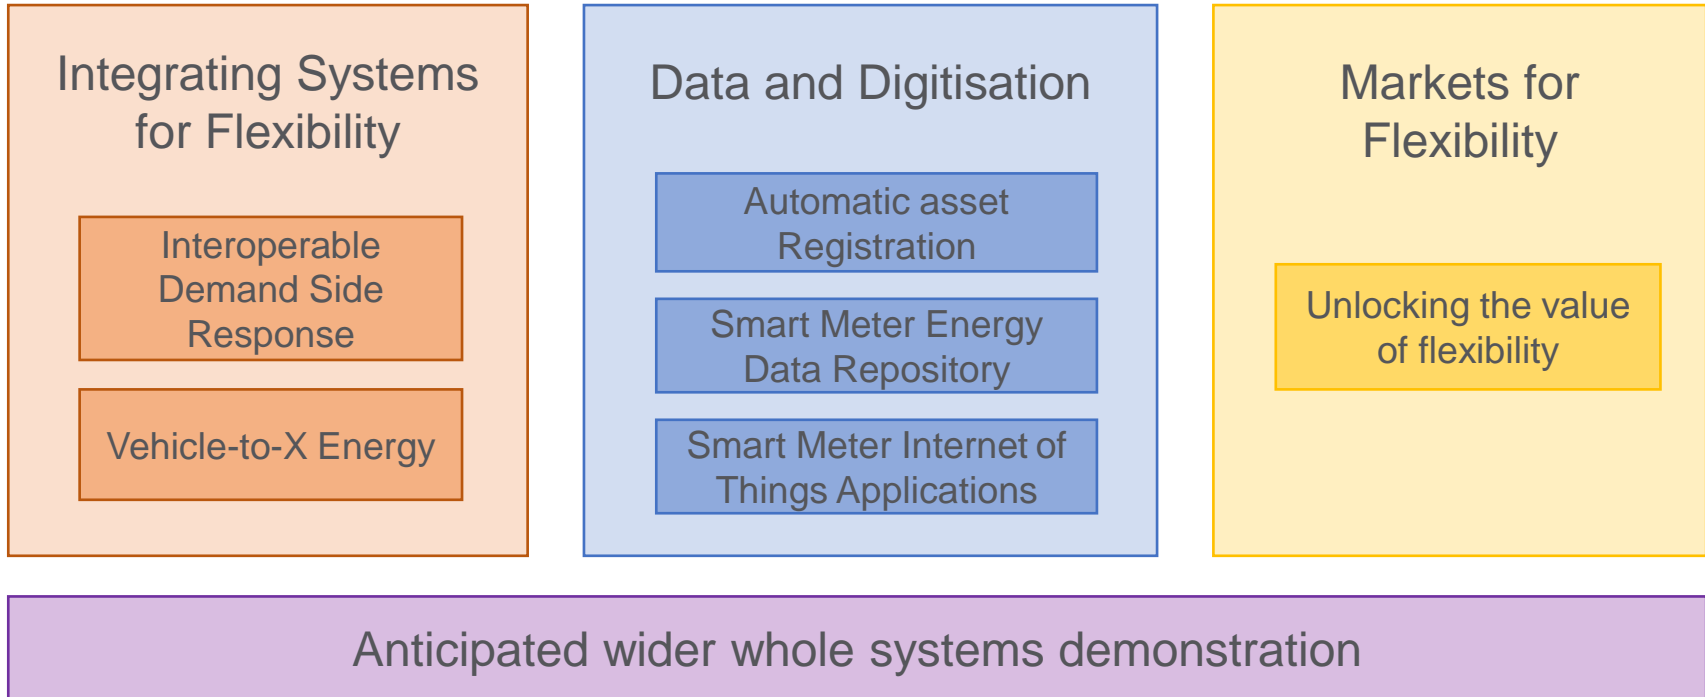 Integrating Systems
for Flexibility
Interoperable
Demand Side
Response
Vehicle-to-X Energy
Data and Digitisation
Automatic asset
Registration
Smart Meter Energy
Data Repository
Smart Meter Internet of
Things Applications
Markets for
Flexibility
Unlocking the value
of flexibility
Anticipated wider whole systems demonstration